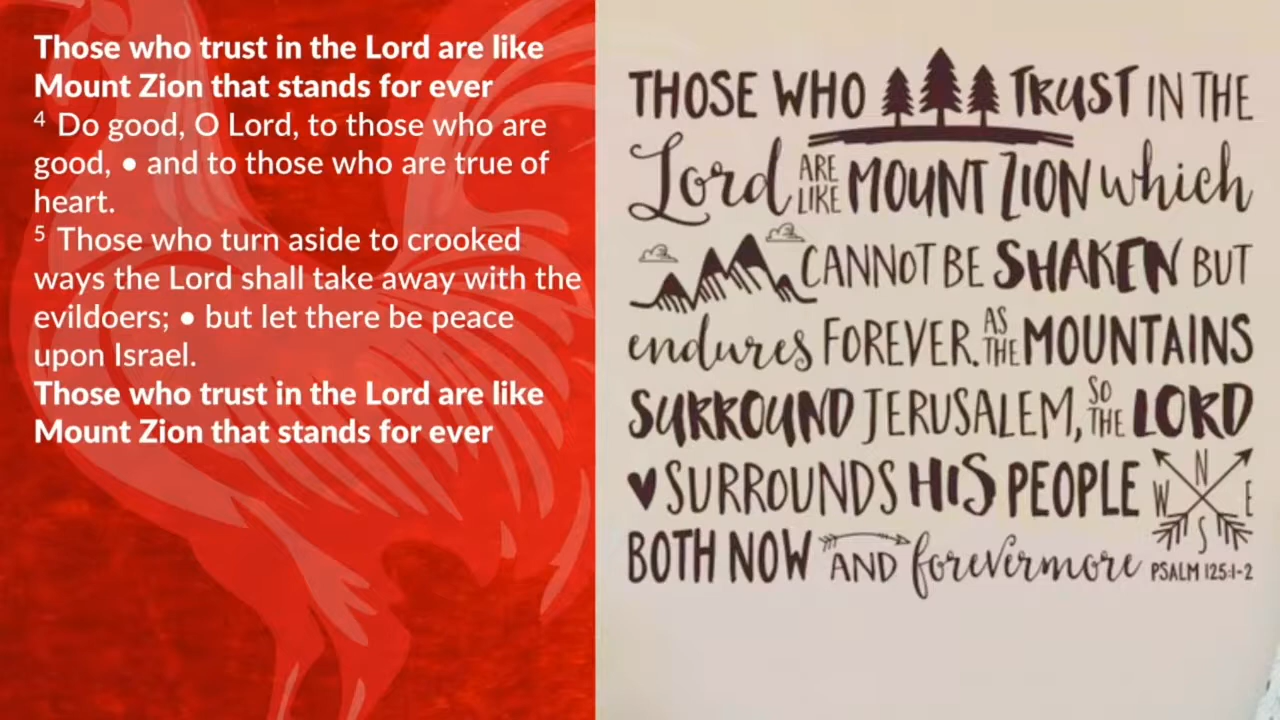 Those who trust in the Lord are like
Mount Zion that stands for ever
4 Do good, O Lord, to those who are
good, • and to those who are true of
heart.
5 Those who turn aside to crooked
ways the Lord shall take away with the
evildoers; • but let there be peace
upon Israel.
Those who trust in the Lord are like
Mount Zion that stands for ever
THOSE WHO TRUST IN THE
Lord ARE LIKE MOUNT ZION which
CANNOT BE SHAKEN BUT
endures FOREVER. AS THE MOUNTAINS
SURROUND JERUSALEM, SO THE LORD
SURROUNDS HIS PEOPLE
N
W E
S
BOTH NOW AND forevermore
PSALM 125:1-2